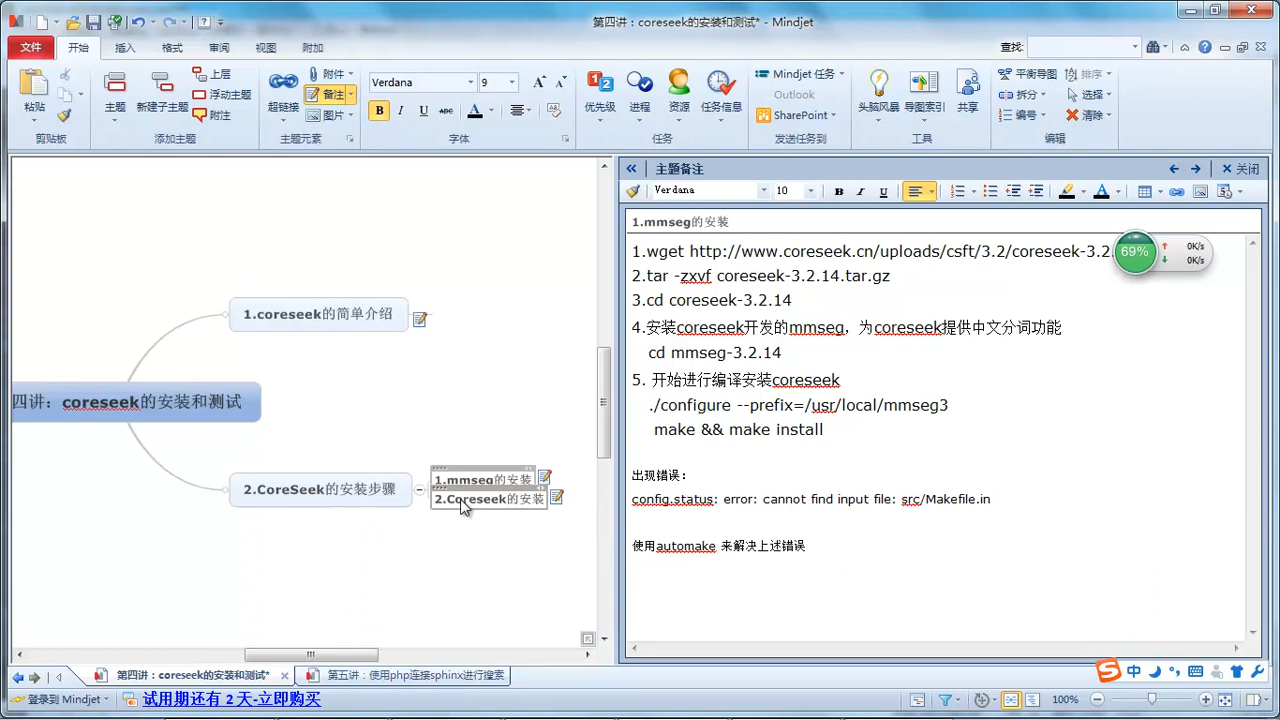 第四讲：coreseek的安装和测试* - Mindjet
文件
开始
插入
格式
审阅
视图
附加
查找:
粘贴
剪贴板
主题
新建子主题
上层
浮动主题
附注
添加主题
超链接
附件
备注
图片
主题元素
Verdana
9
B I U abc A
字体
优先级
进程
资源
任务信息
任务
Mindjet 任务
Outlook
SharePoint
发送任务到
头脑风暴
导图索引
共享
工具
平衡导图
拆分
编号
排序
选择
清除
编辑
主题备注
关闭
Verdana
10
B I U
1.mmseg的安装
1.wget http://www.coreseek.cn/uploads/csft/3.2/coreseek-3.2
2.tar -zxvf coreseek-3.2.14.tar.gz
3.cd coreseek-3.2.14
4.安装coreseek开发的mmseg，为coreseek提供中文分词功能
cd mmseg-3.2.14
5. 开始进行编译安装coreseek
./configure --prefix=/usr/local/mmseg3
make && make install
出现错误：
config.status: error: cannot find input file: src/Makefile.in
使用automake 来解决上述错误
69%
0K/s
0K/s
1.coreseek的简单介绍
四讲：coreseek的安装和测试
2.CoreSeek的安装步骤
1.mmseg的安装
2.Coreseek的安装
第四讲：coreseek的安装和测试*
第五讲：使用php连接sphinx进行搜索
中
登录到 Mindjet
试用期还有 2 天-立即购买
100%